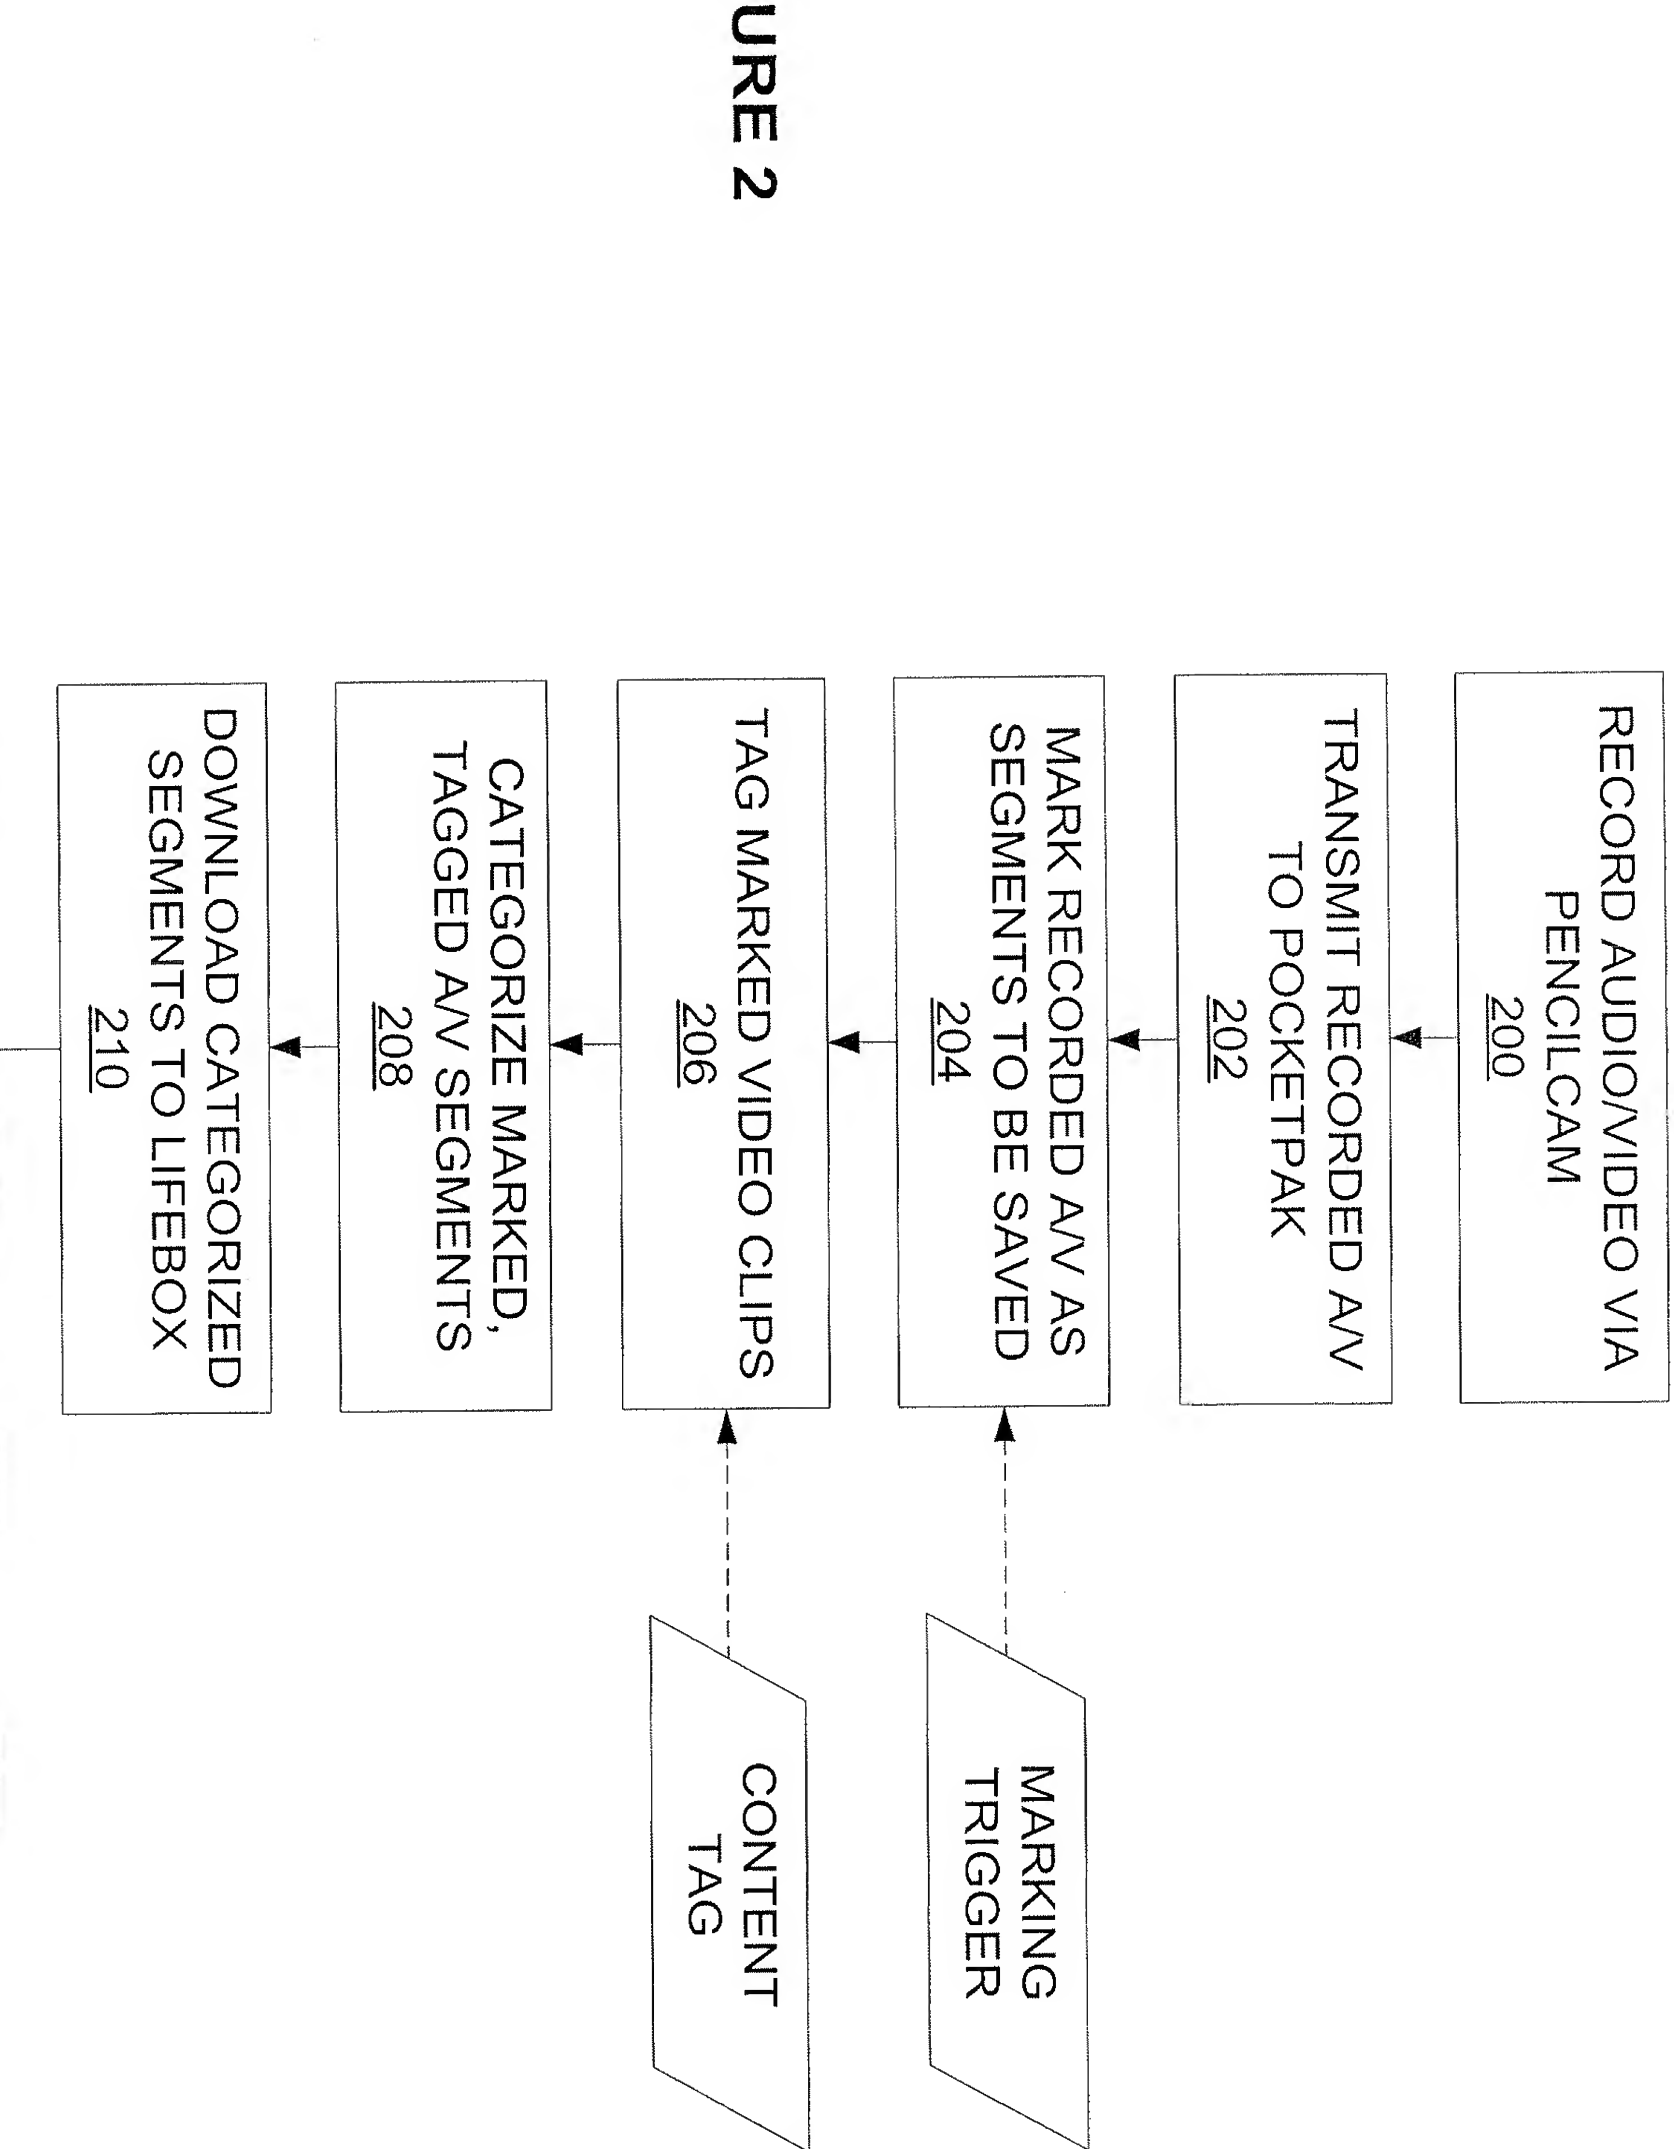 RECORD AUDIO/VIDEO VIA
PENCILCAM
200
TRANSMIT RECORDED A/V
TO POCKETPAK
202
MARK RECORDED A/V AS
SEGMENTS TO BE SAVED
204
MARKING
TRIGGER
TAG MARKED VIDEO CLIPS
206
CONTENT
TAG
CATEGORIZE MARKED,
TAGGED A/V SEGMENTS
208
DOWNLOAD CATEGORIZED
SEGMENTS TO LIFEBOX
210
URE 2